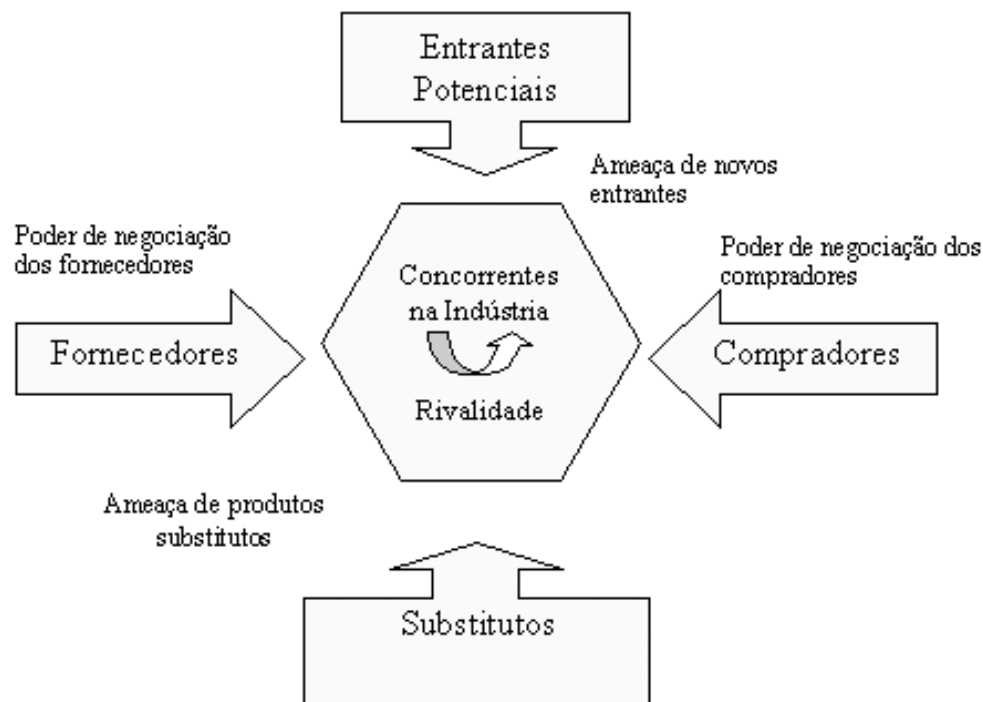 Entrantes
Potenciais
Ameaça de novos
entrantes
Poder de negociação
dos fornecedores
Poder de negociação dos
compradores
Concorrentes
na Indústria
Fornecedores
Compradores
Rivalidade
Ameaça de produtos
substitutos
Substitutos